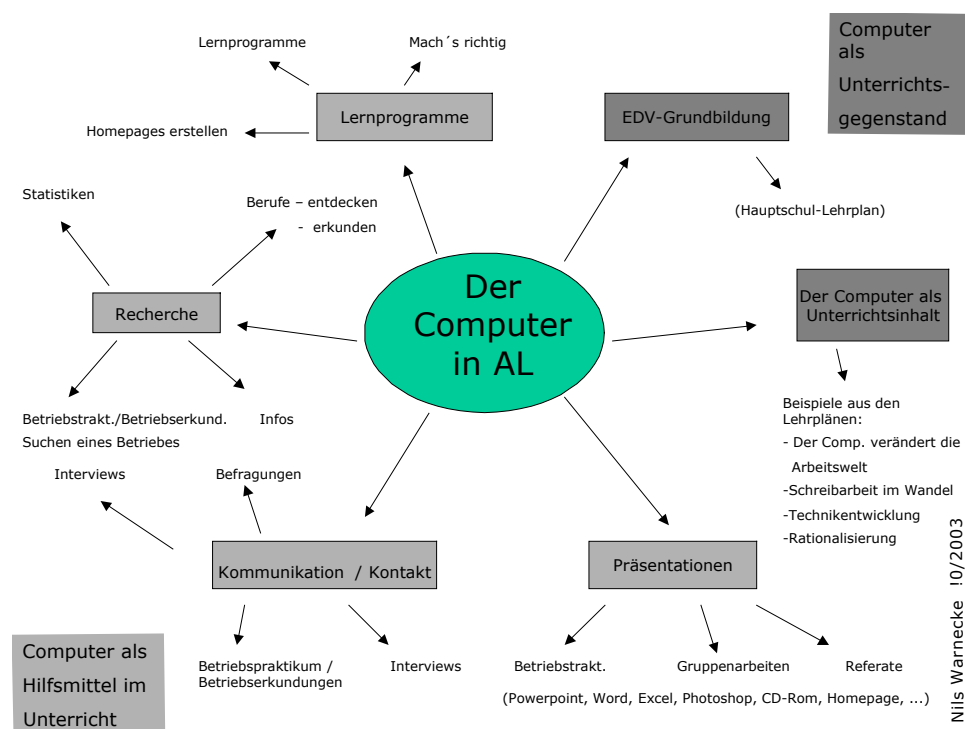 Computer
als
Unterrichts-
gegenstand
Lernprogramme
Mach´s richtig
Lernprogramme
EDV-Grundbildung
Homepages erstellen
Statistiken
Berufe – entdecken
- erkunden
(Hauptschul-Lehrplan)
Der
Computer
in AL
Recherche
Der Computer als
Unterrichtsinhalt
Betriebstrakt./Betriebserkund.
Suchen eines Betriebes
Infos
Beispiele aus den
Lehrplänen:
- Der Comp. verändert die
Arbeitswelt
-Schreibarbeit im Wandel
-Technikentwicklung
-Rationalisierung
Interviews
Befragungen
Kommunikation / Kontakt
Präsentationen
Computer als
Hilfsmittel im
Unterricht
Betriebspraktikum /
Betriebserkundungen
Interviews
Betriebstrakt.
Gruppenarbeiten
Referate
(Powerpoint, Word, Excel, Photoshop, CD-Rom, Homepage, ...)
Nils Warnecke !0/2003